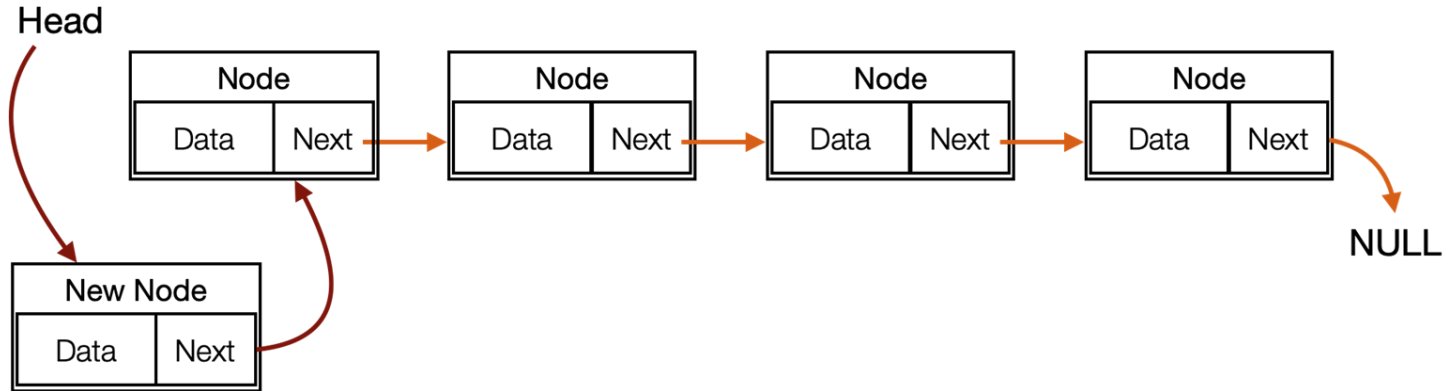 Head
Node
Data Next
Node
Data Next
Node
Data Next
Node
Data Next
NULL
New Node
Data Next